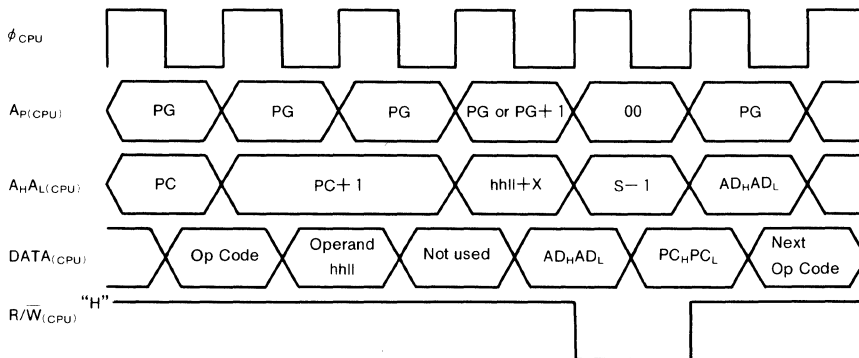 φCPU
AP(CPU) PG PG PG PG or PG+1 00 PG
AHAL(CPU) PC PC+1 hhll+X S−1 ADHADL
DATA(CPU) Op Code Operand hhll Not used ADHADL PCHPCL Next Op Code
R/W̅(CPU) “H”